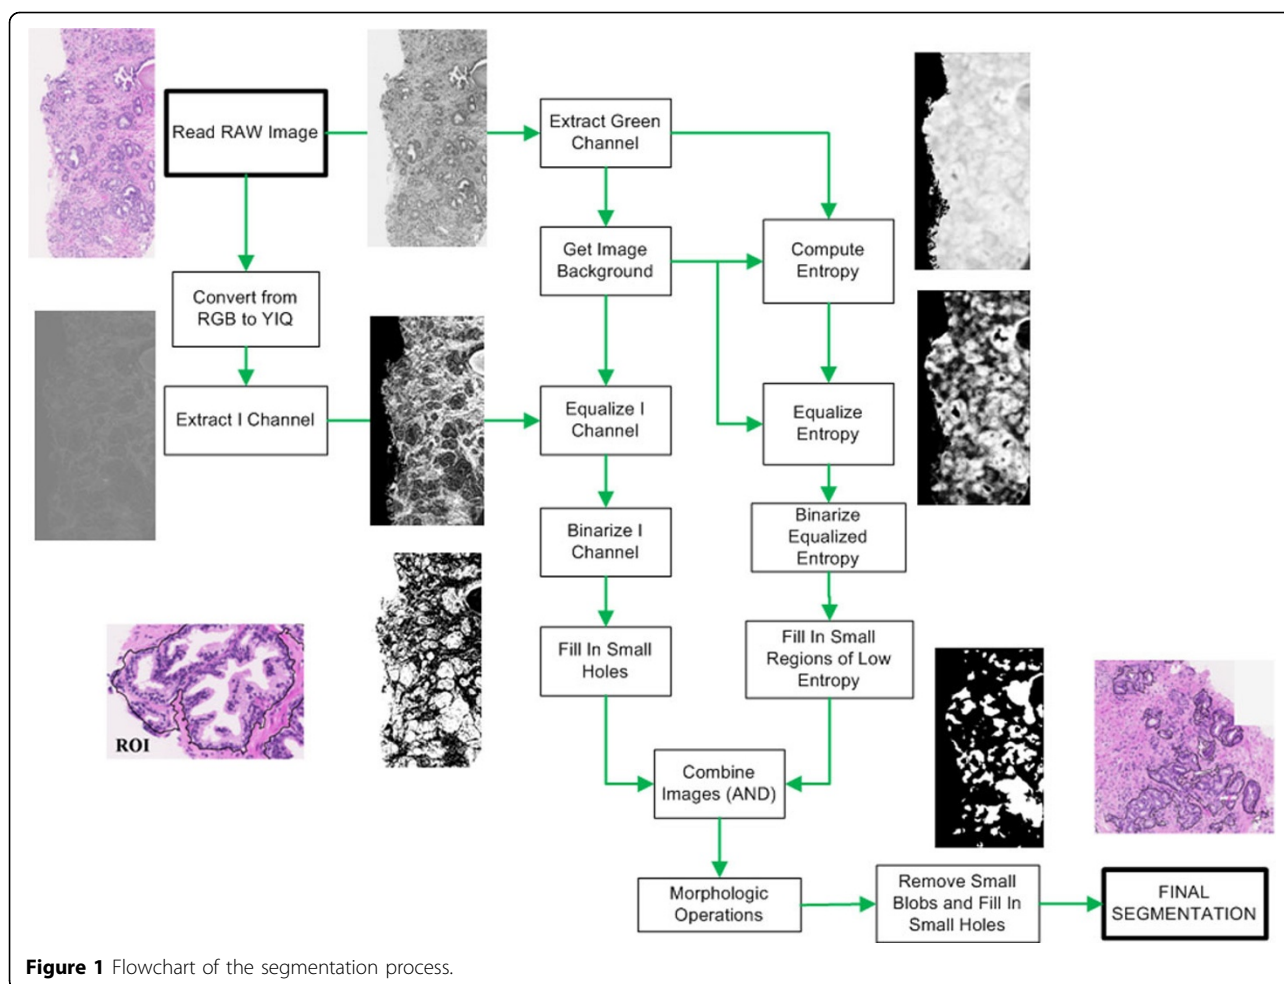 Read RAW Image
Extract Green
Channel
Get Image
Background
Compute
Entropy
Convert from
RGB to YIQ
Extract I Channel
Equalize I
Channel
Equalize
Entropy
Binarize I
Channel
Binarize
Equalized
Entropy
Fill In Small
Holes
Fill In Small
Regions of Low
Entropy
ROI
Combine
Images (AND)
Morphologic
Operations
Remove Small
Blobs and Fill In
Small Holes
FINAL
SEGMENTATION
Figure 1 Flowchart of the segmentation process.